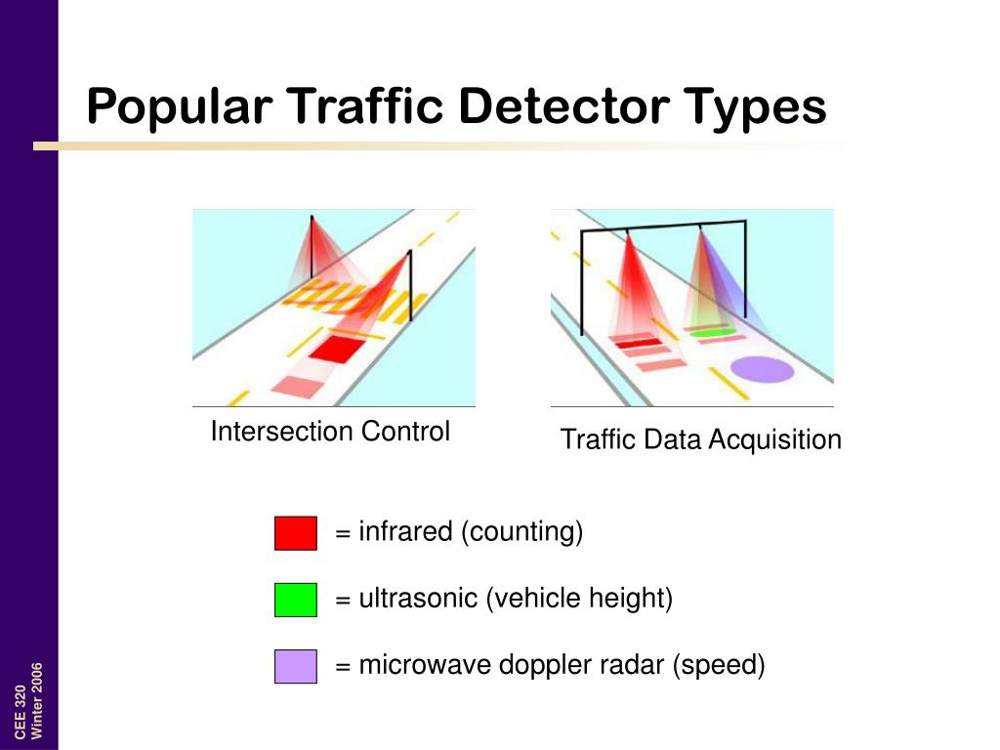 Popular Traffic Detector Types
Intersection Control
Traffic Data Acquisition
= infrared (counting)
= ultrasonic (vehicle height)
= microwave doppler radar (speed)
CEE 320
Winter 2006